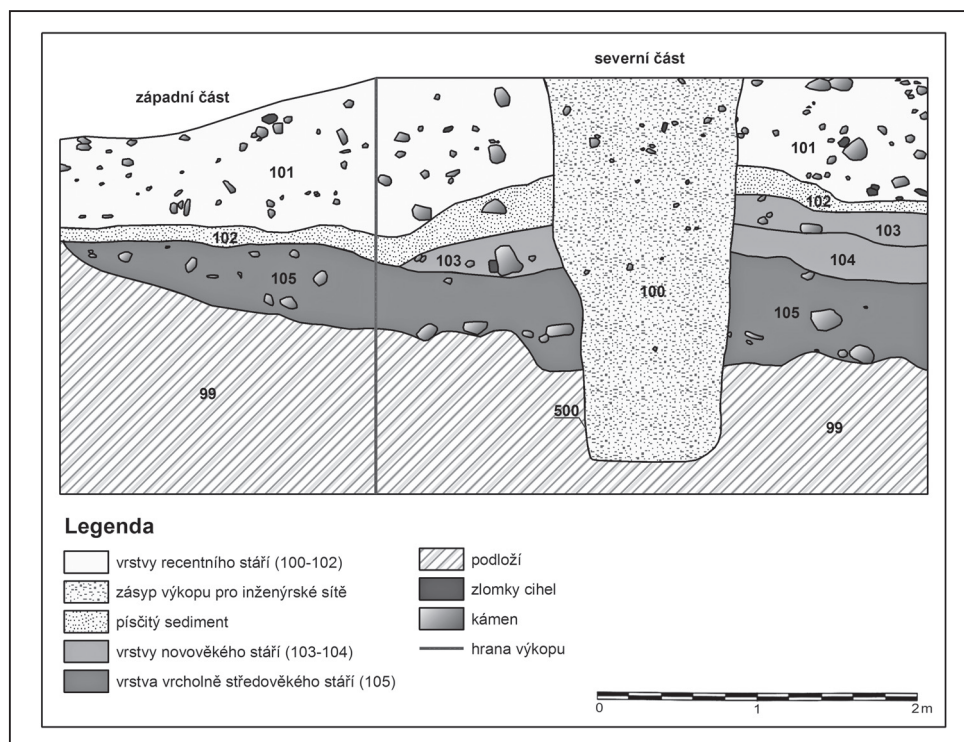 severní část
západní část
101
101
102
102
103
103
104
105
105
100
99
500
99
Legenda
vrstvy recentního stáří (100-102)
zásyp výkopu pro inženýrské sítě
písčitý sediment
vrstvy novověkého stáří (103-104)
vrstva vrcholně středověkého stáří (105)
podloží
zlomky cihel
kámen
hrana výkopu
0 1 2 m